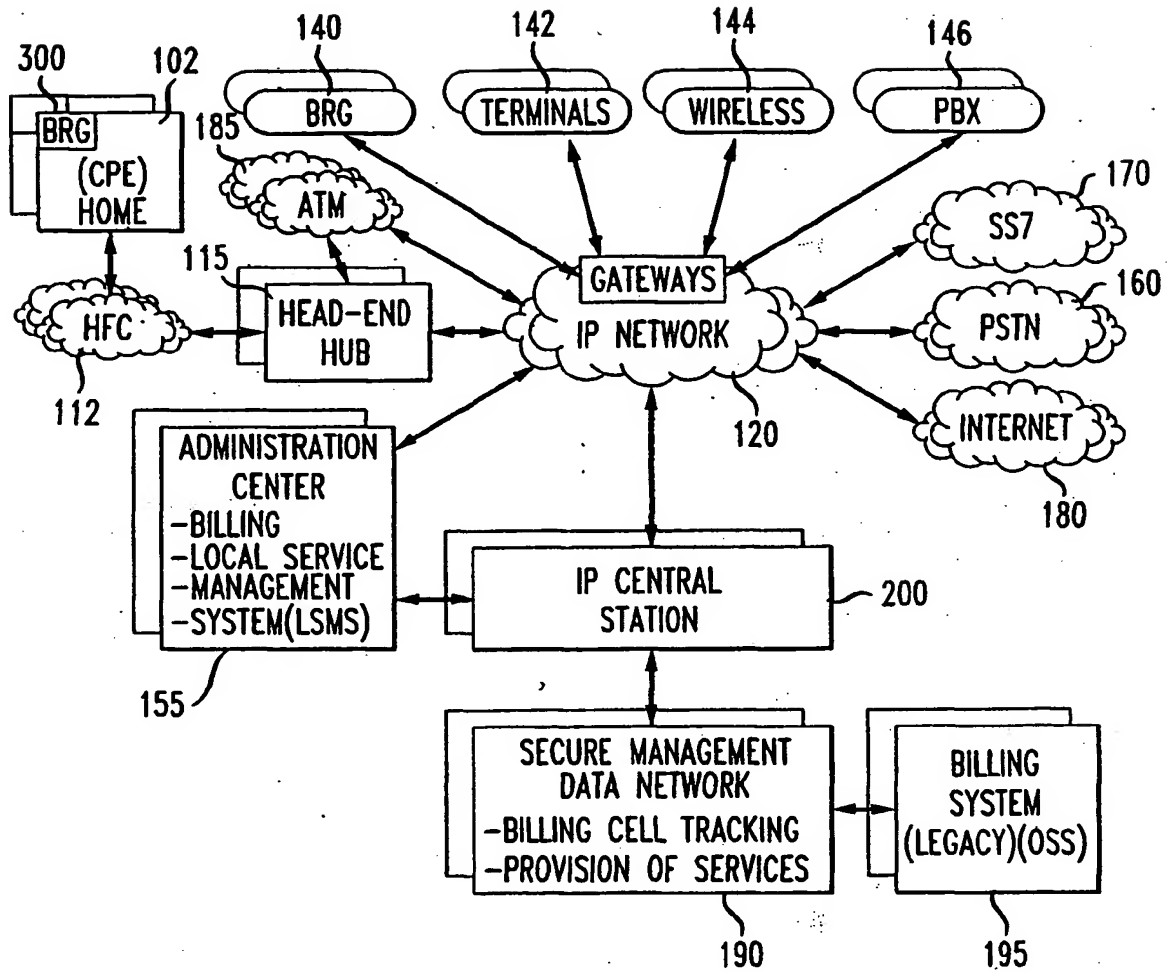 140
142
144
146
300
102
BRG
TERMINALS
WIRELESS
PBX
BRG
(CPE)
HOME
185
ATM
170
SS7
115
GATEWAYS
HEAD-END
HUB
IP NETWORK
160
PSTN
HFC
112
120
INTERNET
180
ADMINISTRATION
CENTER
-BILLING
-LOCAL SERVICE
-MANAGEMENT
-SYSTEM(LSMS)
155
IP CENTRAL
STATION
200
SECURE MANAGEMENT
DATA NETWORK
-BILLING CELL TRACKING
-PROVISION OF SERVICES
190
BILLING
SYSTEM
(LEGACY)(OSS)
195